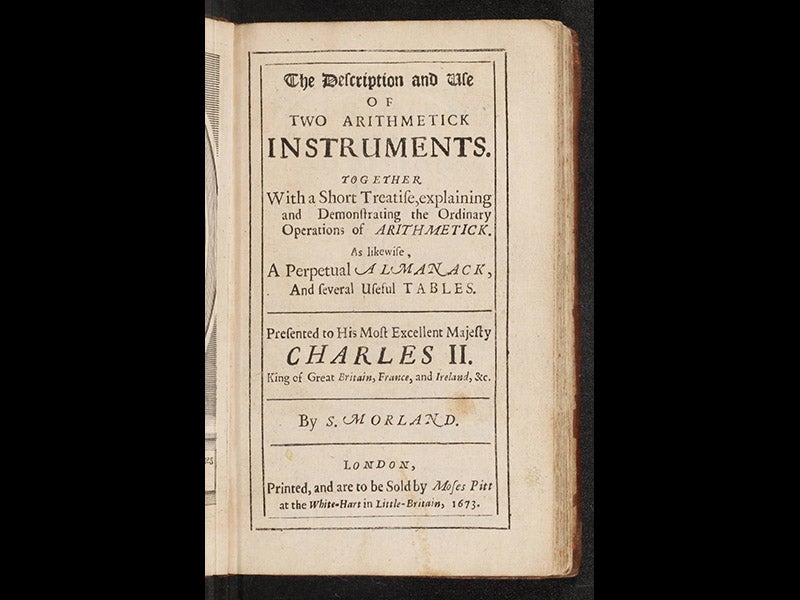 The Deſcription and Uſe
OF
TWO ARITHMETICK
INSTRUMENTS.
TOGETHER
With a Short Treatiſe, explaining
and Demonſtrating the Ordinary
Operations of ARITHMETICK.
As likewiſe,
A Perpetual ALMANACK,
And ſeveral Uſeful TABLES.
Preſented to His Moſt Excellent Majeſty
CHARLES II.
King of Great Britain, France, and Ireland, &c.
By S. MORLAND.
LONDON,
Printed, and are to be Sold by Moſes Pitt
at the White-Hart in Little-Britain, 1673.